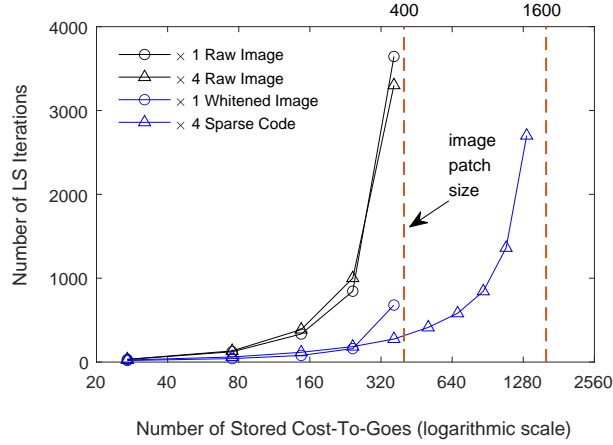 400 1600
4000
3000
2000
1000
0
Number of LS Iterations
× 1 Raw Image
× 4 Raw Image
× 1 Whitened Image
× 4 Sparse Code
image
patch
size
20 40 80 160 320 640 1280 2560
Number of Stored Cost-To-Goes (logarithmic scale)